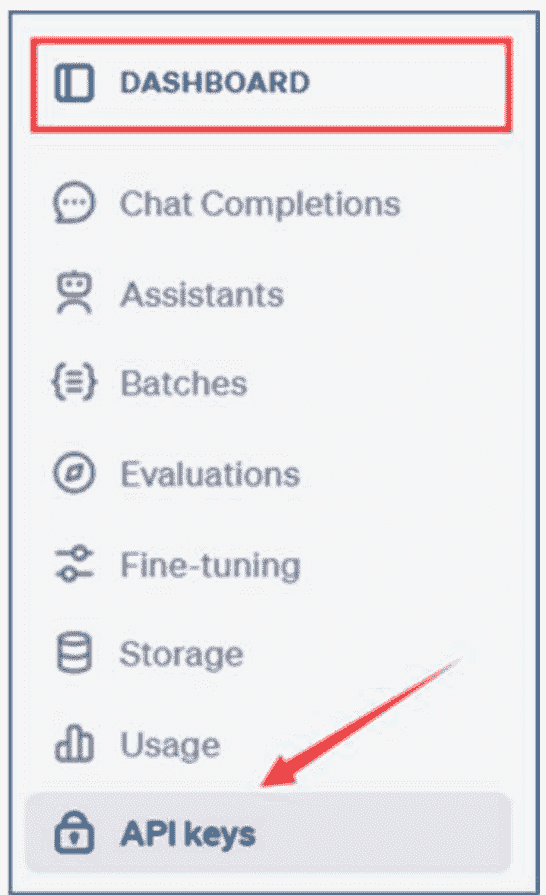 DASHBOARD
Chat Completions
Assistants
Batches
Evaluations
Fine-tuning
Storage
Usage
API keys